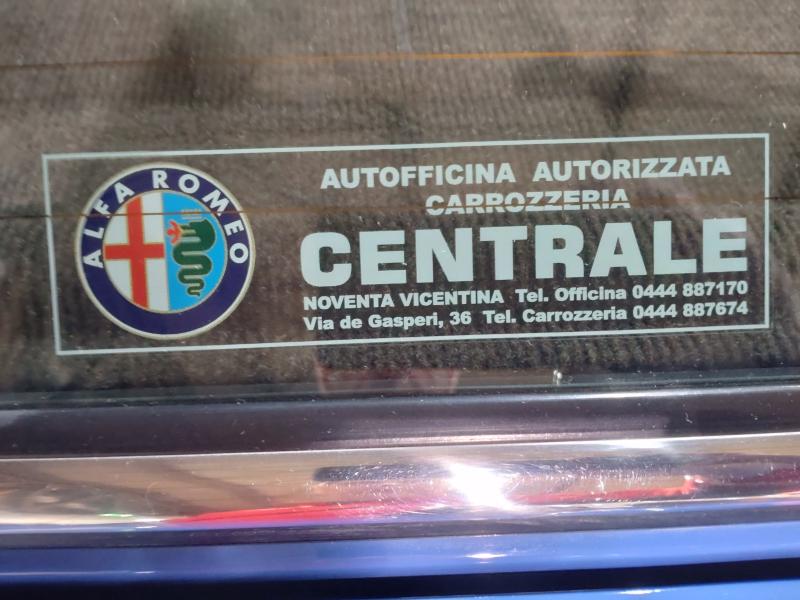 ALFA ROMEO
AUTOFFICINA AUTORIZZATA
CARROZZERIA
CENTRALE
NOVENTA VICENTINA Tel. Officina 0444 887170
Via de Gasperi, 36 Tel. Carrozzeria 0444 887674